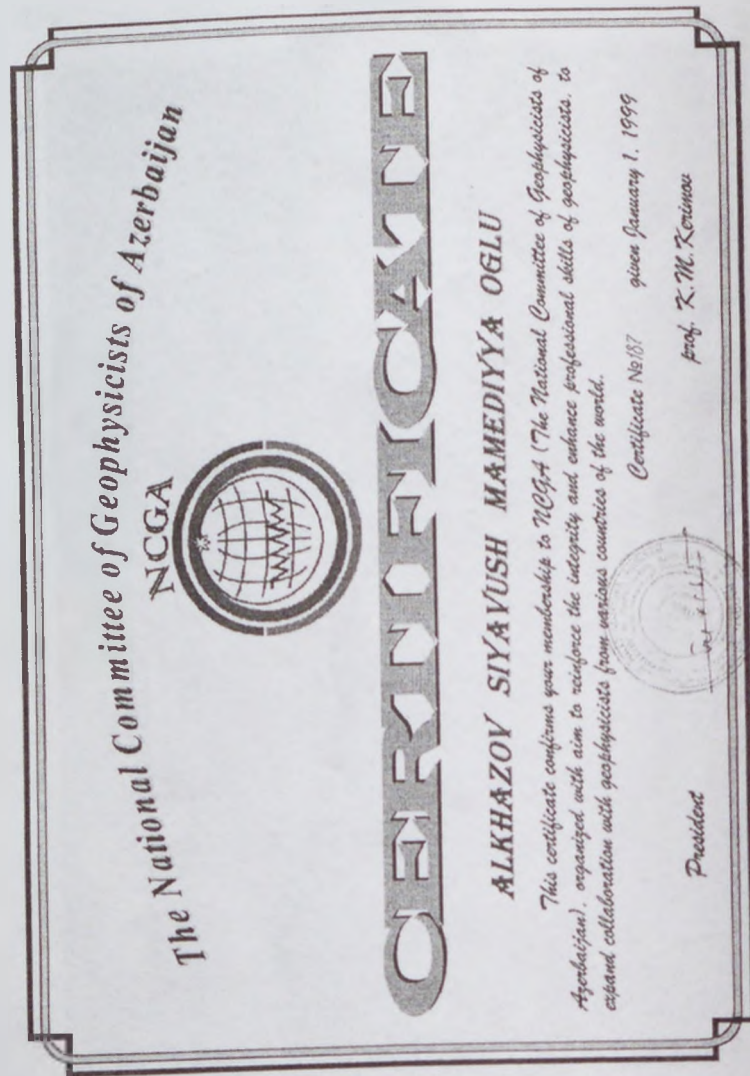 The National Committee of Geophysicists of Azerbaijan
NCGA
CERTIFICATE
ALKHAZOV SIYAVUSH MAMEDIYYA OGLU
This certificate confirms your membership to NCGA (The National Committee of Geophysicists of
Azerbaijan), organized with aim to reinforce the integrity and enhance professional skills of geophysicists, to
expand collaboration with geophysicists from various countries of the world.
Certificate №187 given January 1, 1999
President prof. K.M.Kerimov